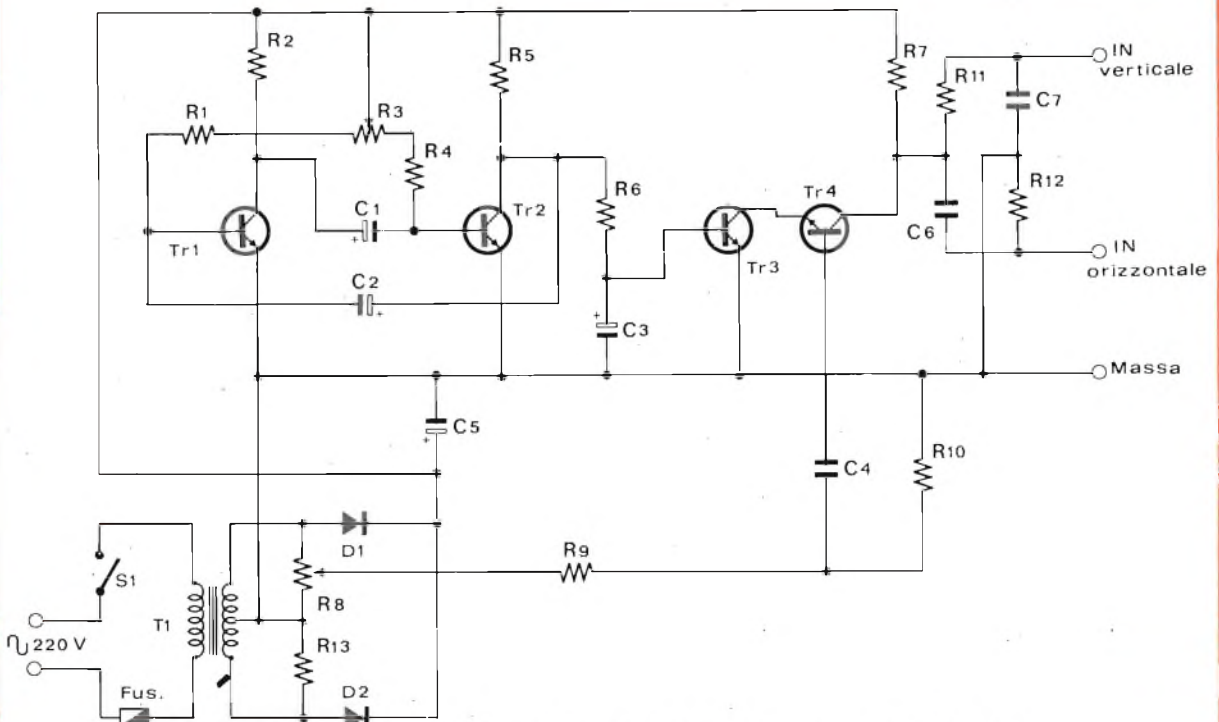 R2
R5
R7
IN
verticale
R11
C7
R1
R3
R4
R6
Tr4
R12
C1
Tr2
C6
Tr1
Tr3
IN
orizzontale
C2
+
+
+
C3
Massa
C5
+
C4
R10
D1
R9
S1
R8
T1
220 V
R13
Fus.
D2